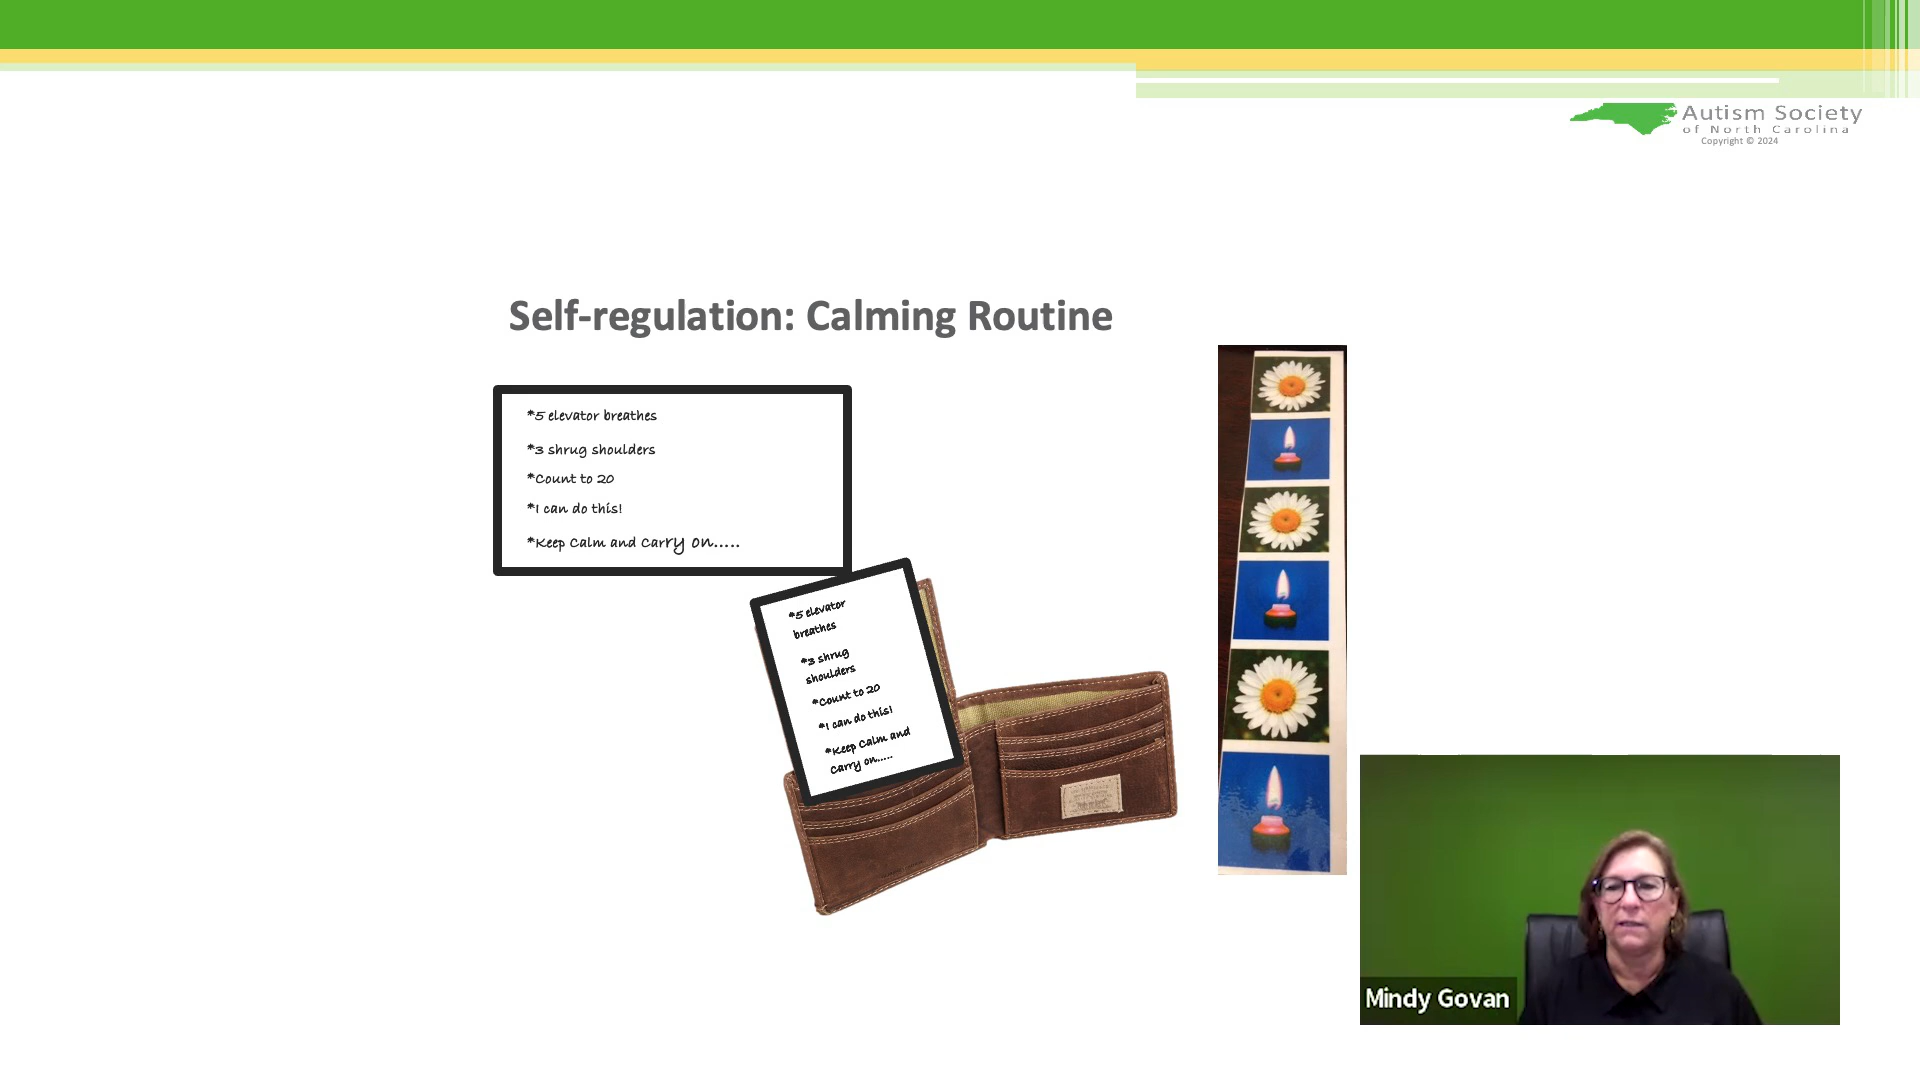 Autism Society
of North Carolina
Copyright © 2024
Self-regulation: Calming Routine
*5 elevator breathes
*3 shrug shoulders
*Count to 20
*I can do this!
*Keep Calm and Carry on.....
*5 elevator
breathes
*3 shrug
shoulders
*Count to 20
*I can do this!
*Keep Calm and
Carry on.....
Mindy Govan